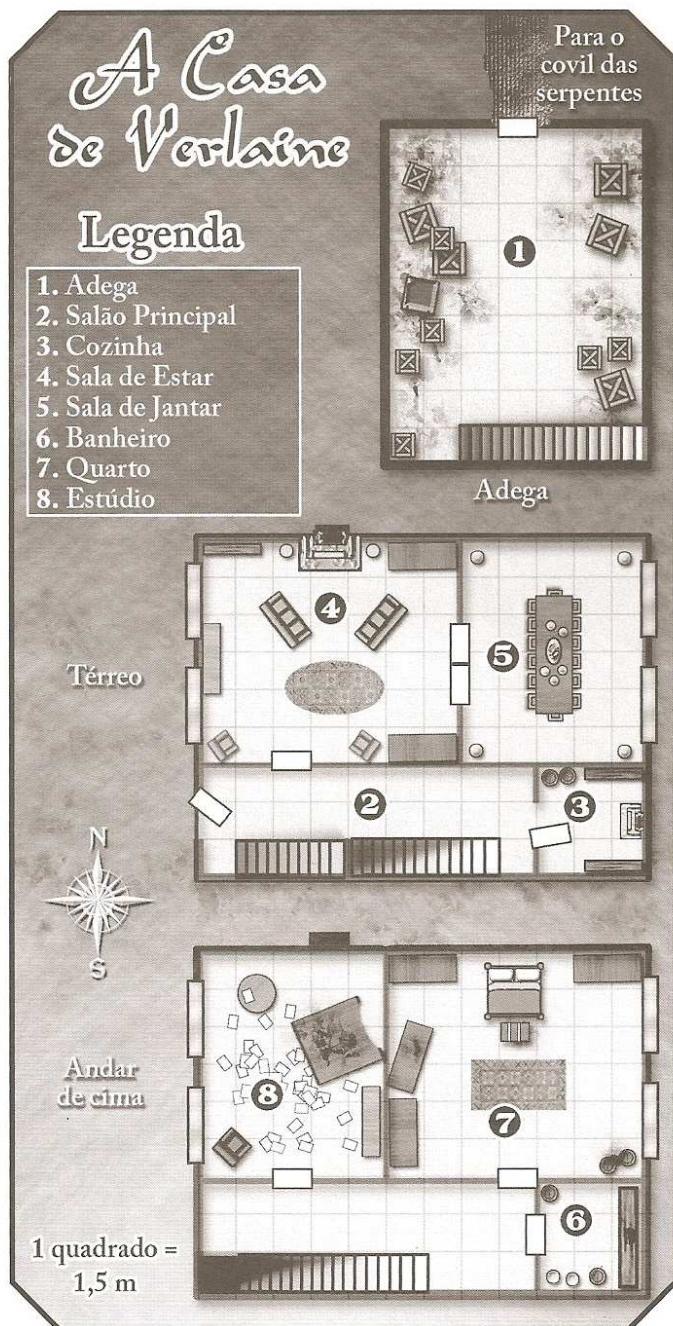 A Casa
de Verlaine
Para o
covil das
serpentes
Legenda
1. Adega
2. Salão Principal
3. Cozinha
4. Sala de Estar
5. Sala de Jantar
6. Banheiro
7. Quarto
8. Estúdio
1
Adega
4
5
Térreo
2
3
N
S
Andar
de cima
8
7
6
1 quadrado =
1,5 m